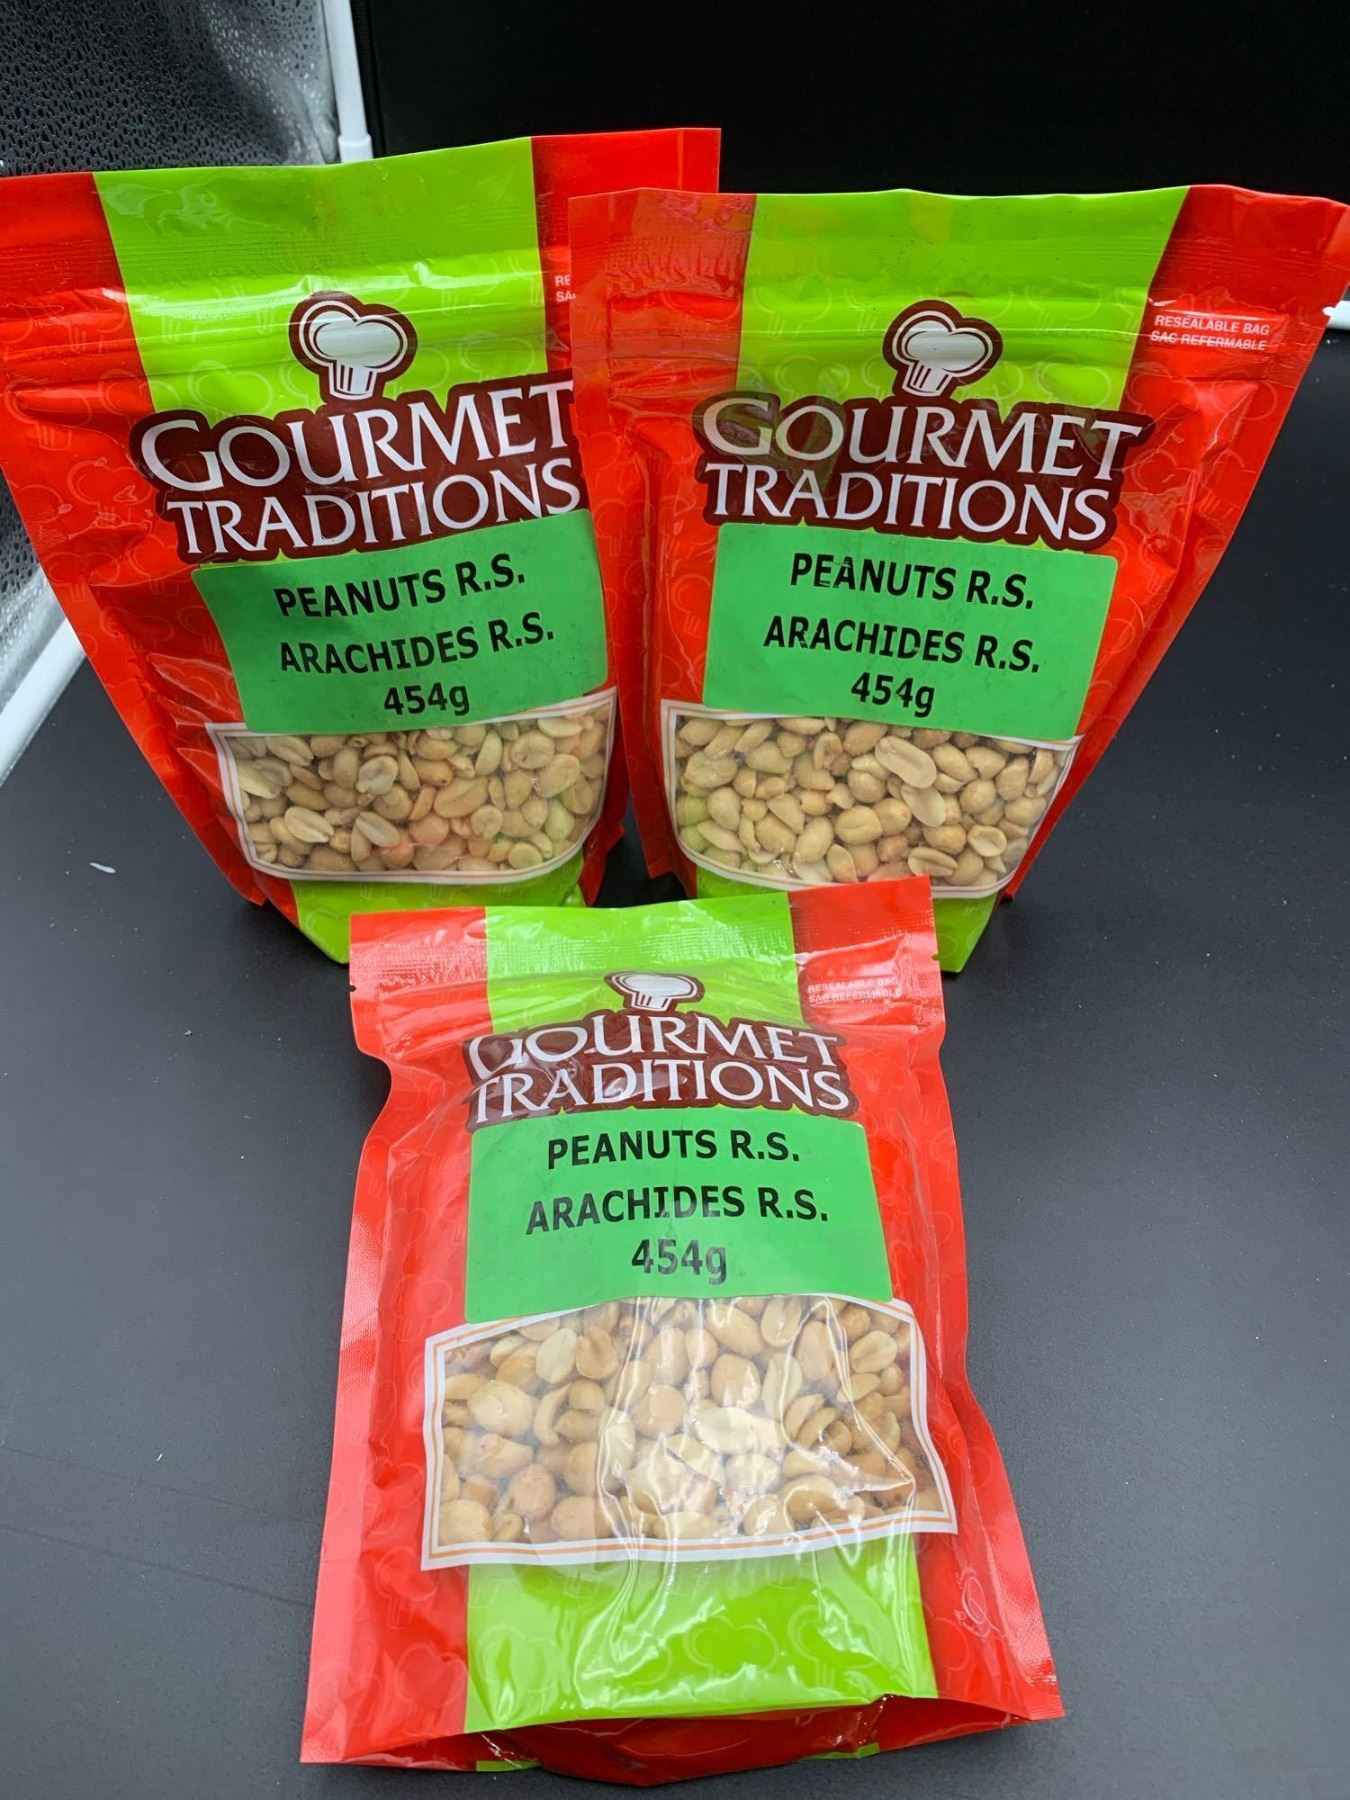 GOURMET
TRADITIONS
PEANUTS R.S.
ARACHIDES R.S.
454g
RESEALABLE BAG
SAC REFERMABLE
GOURMET
TRADITIONS
PEANUTS R.S.
ARACHIDES R.S.
454g
RESEALABLE BAG
SAC REFERMABLE
GOURMET
TRADITIONS
PEANUTS R.S.
ARACHIDES R.S.
454g